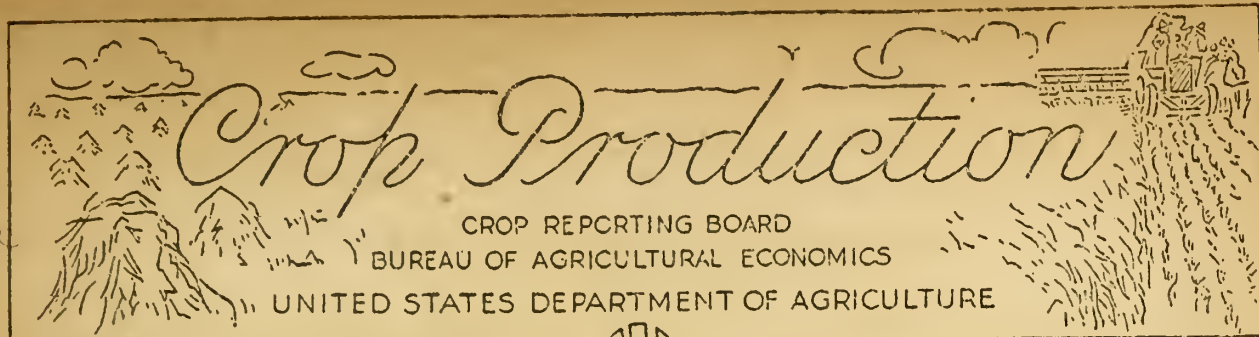 Crop Production
CROP REPORTING BOARD
BUREAU OF AGRICULTURAL ECONOMICS
UNITED STATES DEPARTMENT OF AGRICULTURE